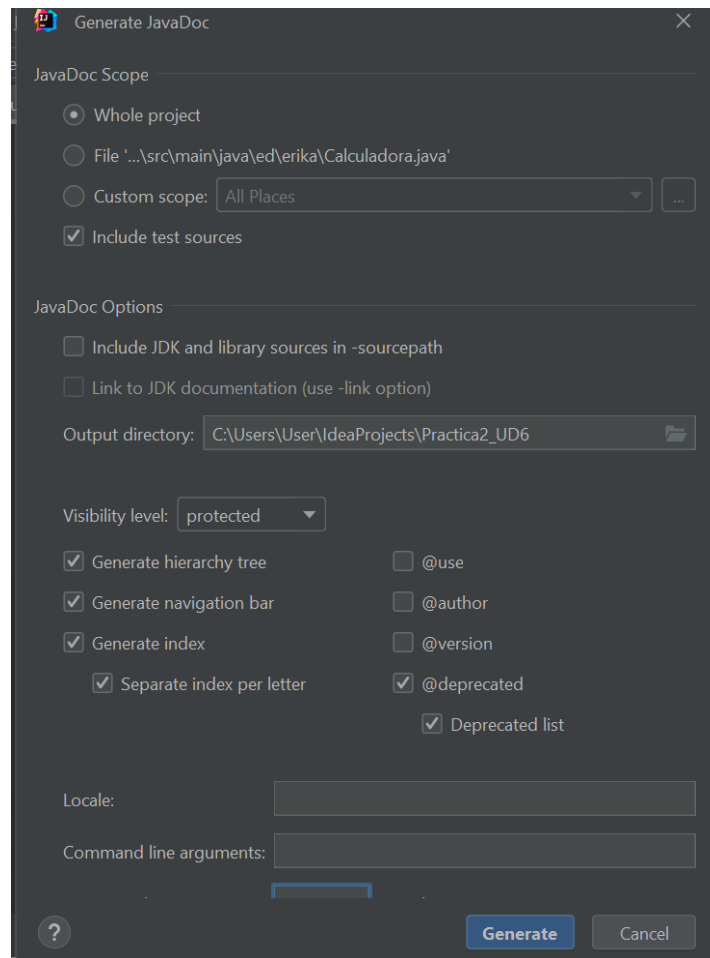 Generate JavaDoc
JavaDoc Scope
Whole project
File '...\src\main\java\ed\erika\Calculadora.java'
Custom scope: All Places ...
Include test sources
JavaDoc Options
Include JDK and library sources in -sourcepath
Link to JDK documentation (use -link option)
Output directory: C:\Users\User\IdeaProjects\Practica2_UD6
Visibility level: protected
Generate hierarchy tree @use
Generate navigation bar @author
Generate index @version
Separate index per letter @deprecated
Deprecated list
Locale:
Command line arguments:
? Generate Cancel